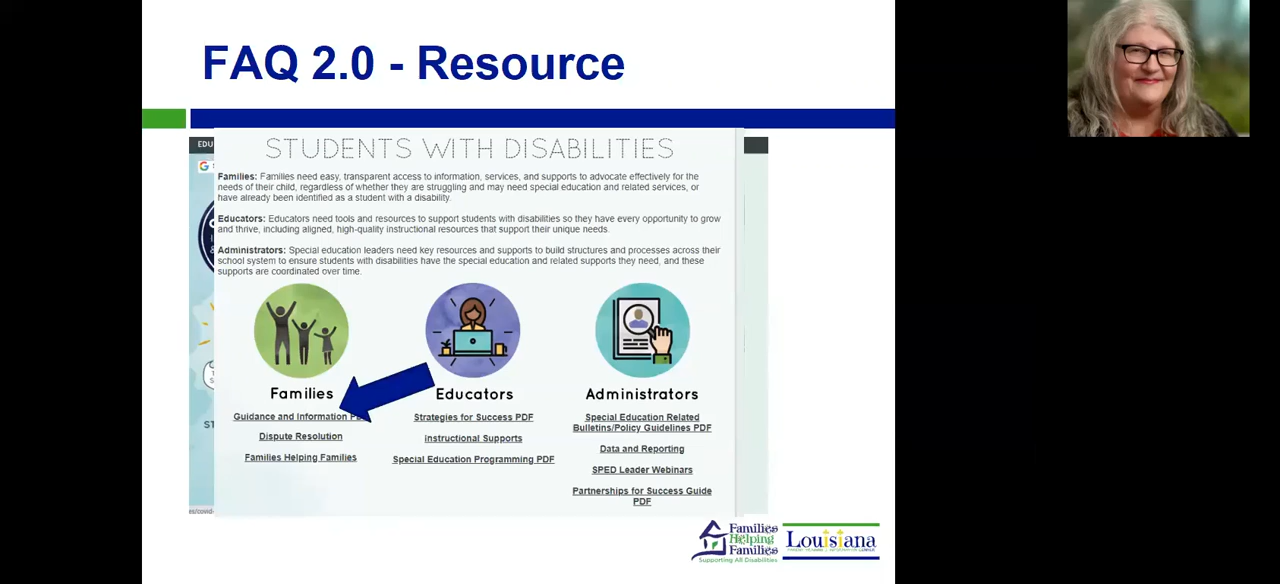 FAQ 2.0 - Resource
EDU
STUDENTS WITH DISABILITIES
Families: Families need easy, transparent access to information, services, and supports to advocate effectively for the
needs of their child, regardless of whether they are struggling and may need special education and related services, or
have already been identified as a student with a disability.
Educators: Educators need tools and resources to support students with disabilities so they have every opportunity to grow
and thrive, including aligned, high-quality instructional resources that support their unique needs.
Administrators: Special education leaders need key resources and supports to build structures and processes across their
school system to ensure students with disabilities have the special education and related supports they need, and these
supports are coordinated over time.
Families
Guidance and Information
Dispute Resolution
Families Helping Families
Educators
Strategies for Success PDF
Instructional Supports
Special Education Programming PDF
Administrators
Special Education Related
Bulletins/Policy Guidelines PDF
Data and Reporting
SPED Leader Webinars
Partnerships for Success Guide
PDF
ST
es/covid-
Families
Helping
Families
Supporting All Disabilities
Louisiana